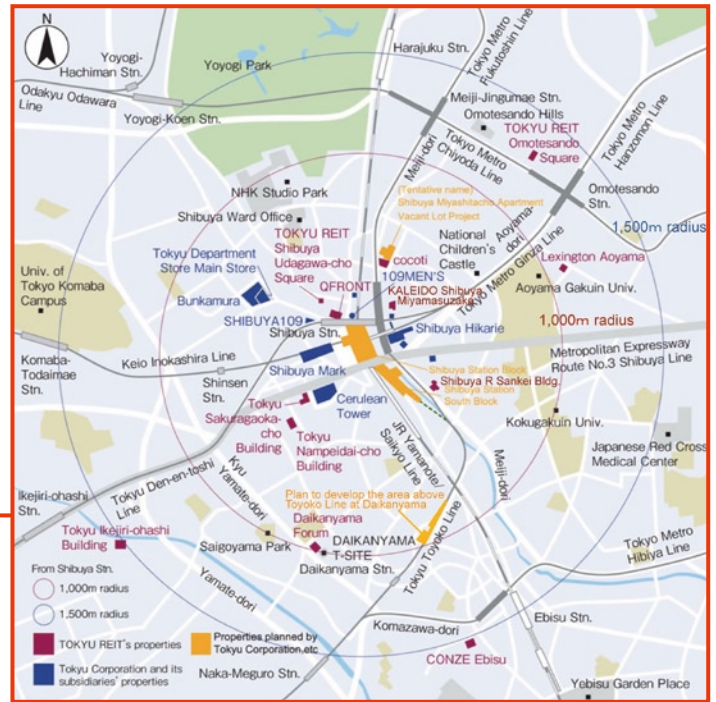 N
Harajuku Stn.
Tokyo Metro
Fukutoshin Line
Yoyogi-
Hachiman Stn.
Yoyogi Park
Odakyu Odawara
Line
Yoyogi-Koen Stn.
Meiji-Jingumae Stn.
Omotesando Hills
TOKYU REIT
Omotesando
Square
Tokyo Metro
Hanzomon Line
Tokyo Metro
Chiyoda Line
Meiji-dori
Omotesando
Stn.
1,500m radius
NHK Studio Park
(Tentative name)
Shibuya Miyashitacho Apartment
Vacant Lot Project
Aoyama-
dori
Shibuya Ward Office
TOKYU REIT
Shibuya
Udagawa-cho
Square
National
Children's
Castle
Tokyo Metro Ginza Line
Lexington Aoyama
Tokyu Department
Store Main Store
cocoti
109MEN'S
Aoyama Gakuin Univ.
Univ. of
Tokyo Komaba
Campus
Bunkamura
QFRONT
KALEIDO Shibuya
Miyamasuzaka
SHIBUYA109
1,000m radius
Shibuya Stn.
Shibuya Hikarie
Komaba-
Todaimae
Stn.
Keio Inokashira Line
Metropolitan Expressway
Route No.3 Shibuya Line
Shinsen
Stn.
Shibuya Mark
Shibuya Station Block
Shibuya R Sankei Bldg.
Shibuya Station
South Block
Cerulean
Tower
Tokyu
Sakuragaoka-
cho
Building
Kokugakuin Univ.
Tokyu
Nampeidai-cho
Building
JR Yamanote/
Saikyo Line
Meiji-dori
Japanese Red Cross
Medical Center
Ikejiri-ohashi
Stn.
Tokyu Den-en-toshi
Line
Kyu
Yamate-dori
Plan to develop the area above
Toyoko Line at Daikanyama
Tokyu Ikejiri-ohashi
Building
Saigoyama Park
Daikanyama
Forum
DAIKANYAMA
T-SITE
Daikanyama Stn.
Tokyu Toyoko Line
Tokyo Metro
Hibiya Line
From Shibuya Stn.
1,000m radius
1,500m radius
Yamate-dori
Komazawa-dori
Ebisu Stn.
TOKYU REIT's properties
Properties planned by
Tokyu Corporation,etc
CONZE Ebisu
Tokyu Corporation and its
subsidiaries' properties
Naka-Meguro Stn.
Yebisu Garden Place